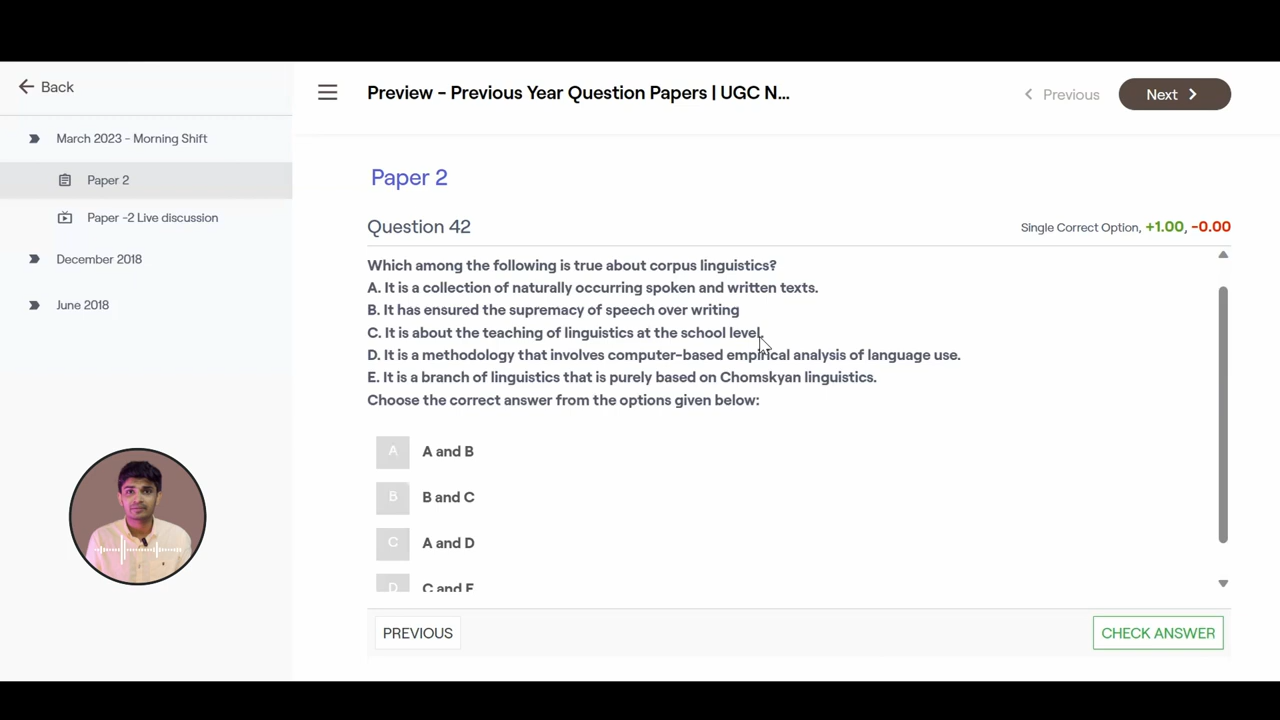 Back
Preview - Previous Year Question Papers | UGC N...
Previous
Next
March 2023 - Morning Shift
Paper 2
Paper -2 Live discussion
December 2018
June 2018
Paper 2
Question 42
Single Correct Option, +1.00, -0.00
Which among the following is true about corpus linguistics?
A. It is a collection of naturally occurring spoken and written texts.
B. It has ensured the supremacy of speech over writing
C. It is about the teaching of linguistics at the school level.
D. It is a methodology that involves computer-based empirical analysis of language use.
E. It is a branch of linguistics that is purely based on Chomskyan linguistics.
Choose the correct answer from the options given below:
A A and B
B B and C
C A and D
D C and E
PREVIOUS
CHECK ANSWER